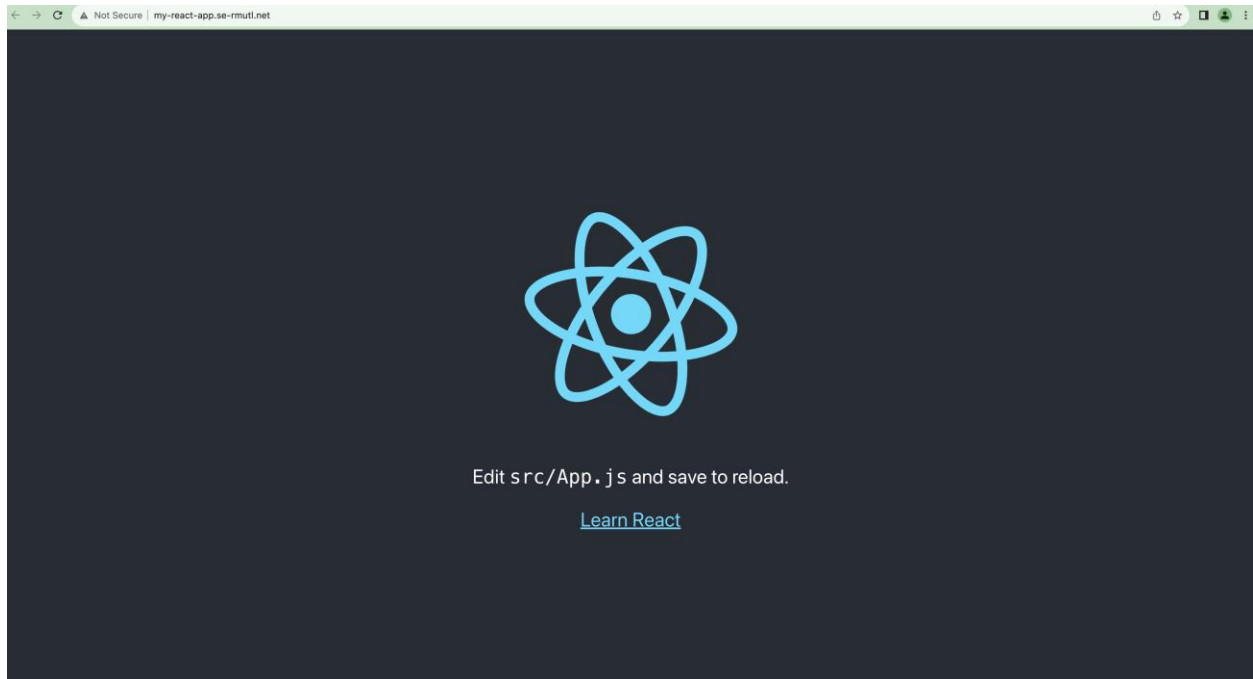 Not Secure my-react-app.se-rmutl.net
Edit src/App.js and save to reload.
Learn React